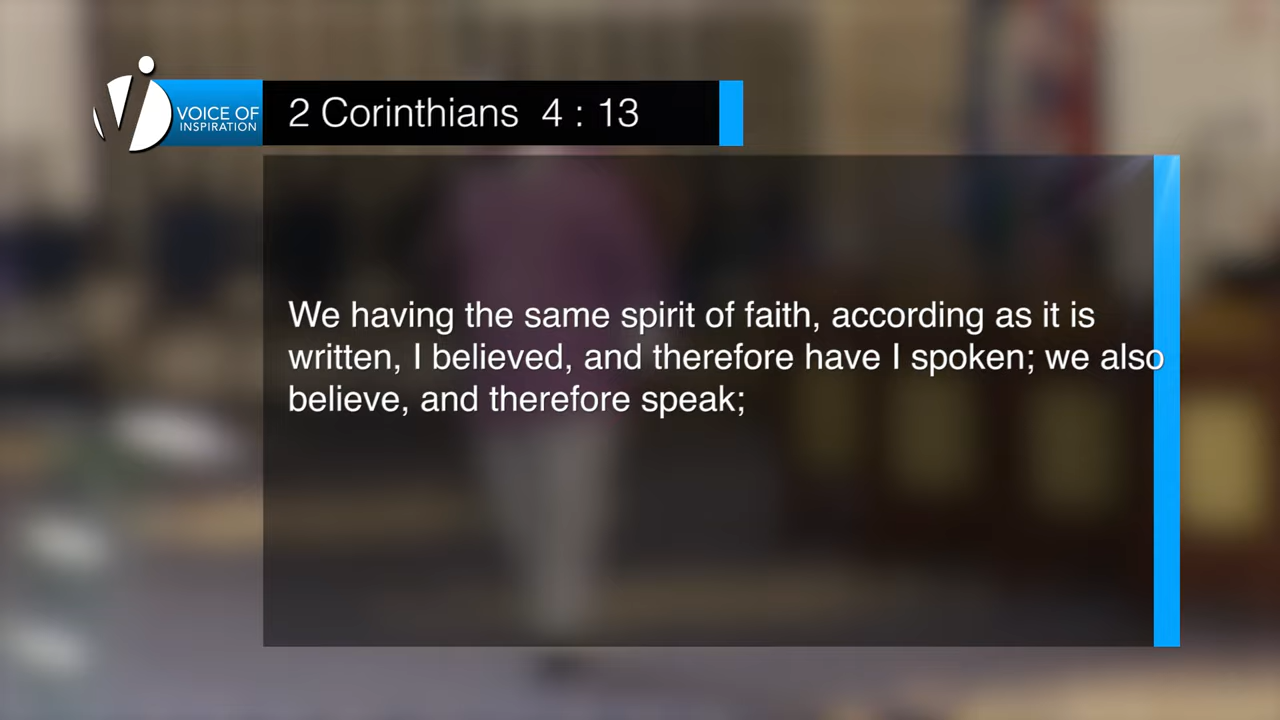 VOICE OF
INSPIRATION
2 Corinthians 4 : 13
We having the same spirit of faith, according as it is
written, I believed, and therefore have I spoken; we also
believe, and therefore speak;